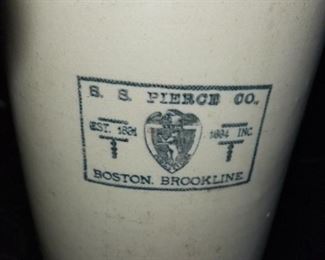 S. S. PIERCE CO.
EST. 1831 1894 INC.
BOSTON. BROOKLINE